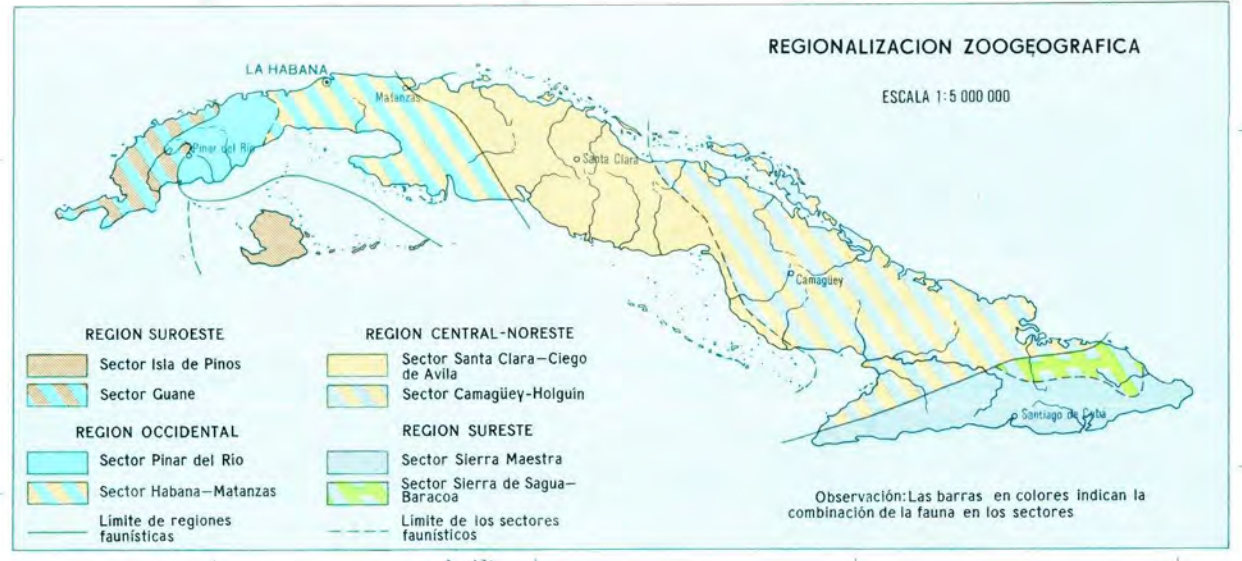 REGIONALIZACION ZOOGEOGRAFICA
ESCALA 1:5 000 000
LA HABANA
Matanzas
Pinar del Río
Santa Clara
Camagüey
Santiago de Cuba
REGION SUROESTE
Sector Isla de Pinos
Sector Guane
REGION OCCIDENTAL
Sector Pinar del Rio
Sector Habana—Matanzas
Límite de regiones
faunísticas
REGION CENTRAL-NORESTE
Sector Santa Clara—Ciego
de Avila
Sector Camagüey-Holguin
REGION SURESTE
Sector Sierra Maestra
Sector Sierra de Sagua—
Baracoa
Límite de los sectores
faunísticos
Observación: Las barras en colores indican la
combinación de la fauna en los sectores